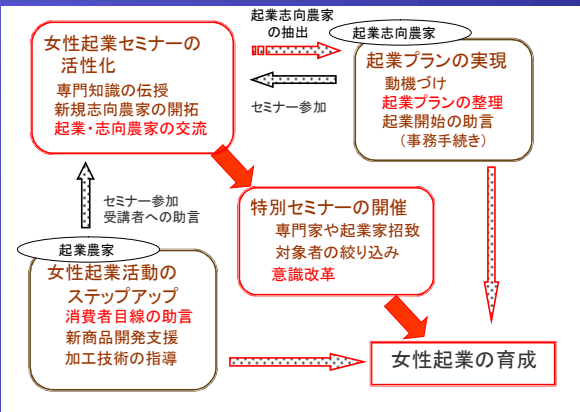 女性起業セミナーの
活性化
専門知識の伝授
新規志向農家の開拓
起業・志向農家の交流
起業志向農家
の抽出
セミナー参加
起業志向農家
起業プランの実現
動機づけ
起業プランの整理
起業開始の助言
(事務手続き)
セミナー参加
受講者への助言
特別セミナーの開催
専門家や起業家招致
対象者の絞り込み
意識改革
起業農家
女性起業活動の
ステップアップ
消費者目線の助言
新商品開発支援
加工技術の指導
女性起業の育成